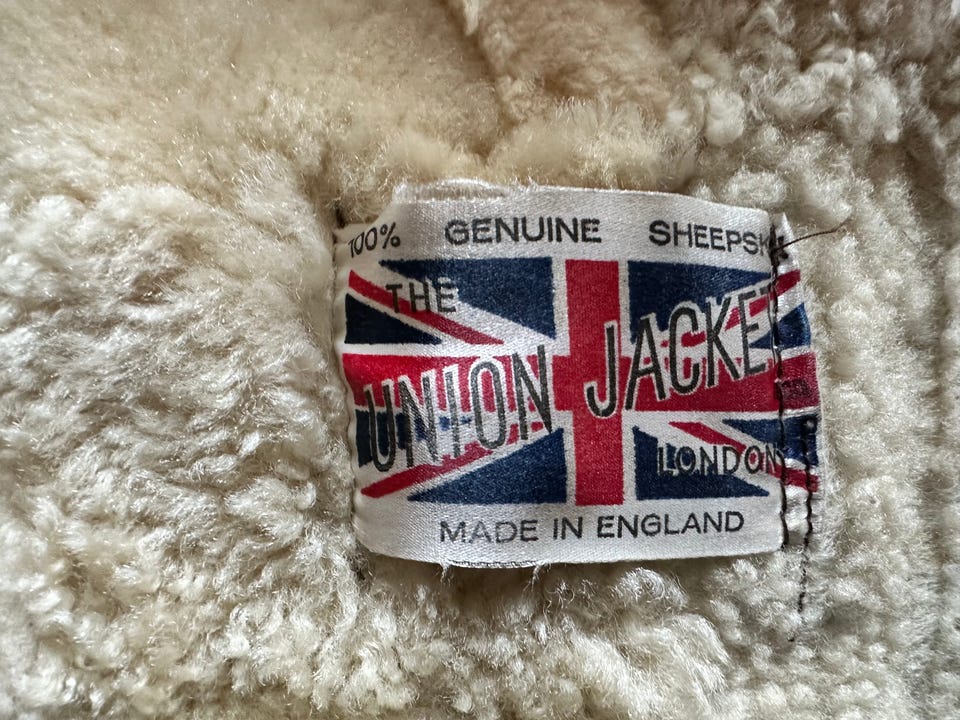 100% GENUINE SHEEPSK
THE
UNION JACKET
LONDON
MADE IN ENGLAND